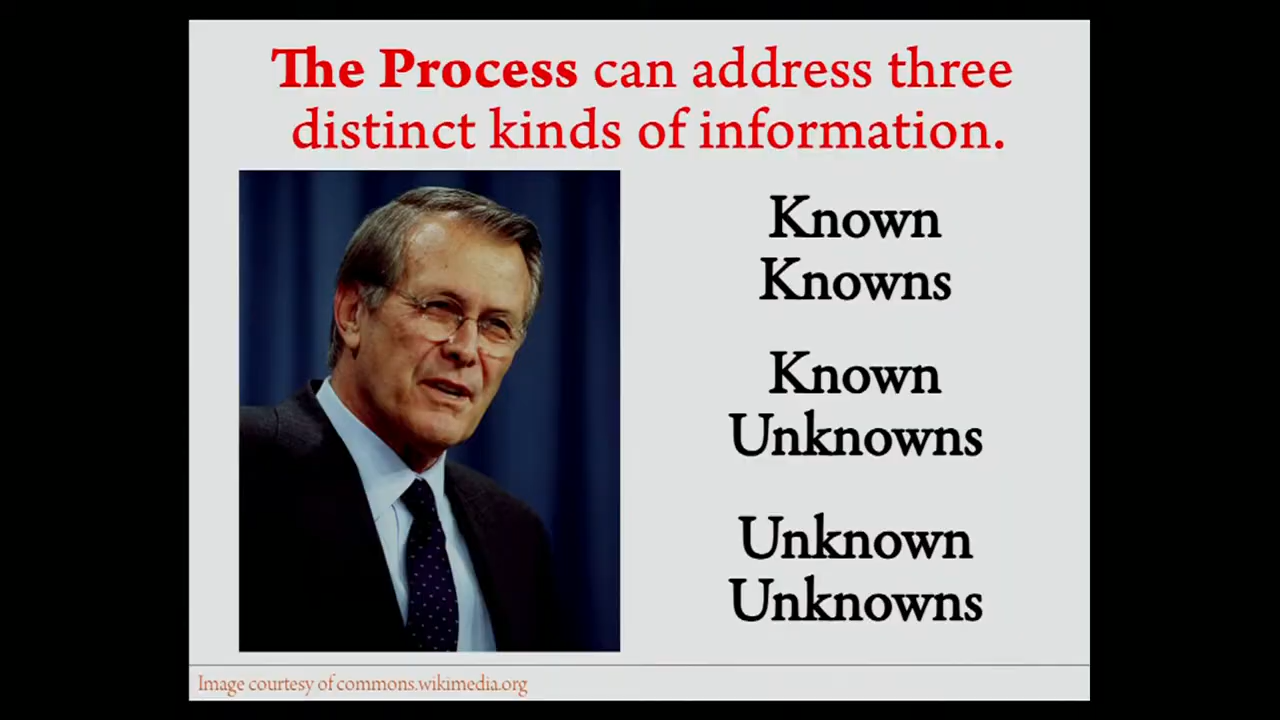 The Process can address three
distinct kinds of information.
Known
Knowns
Known
Unknowns
Unknown
Unknowns
Image courtesy of commons.wikimedia.org